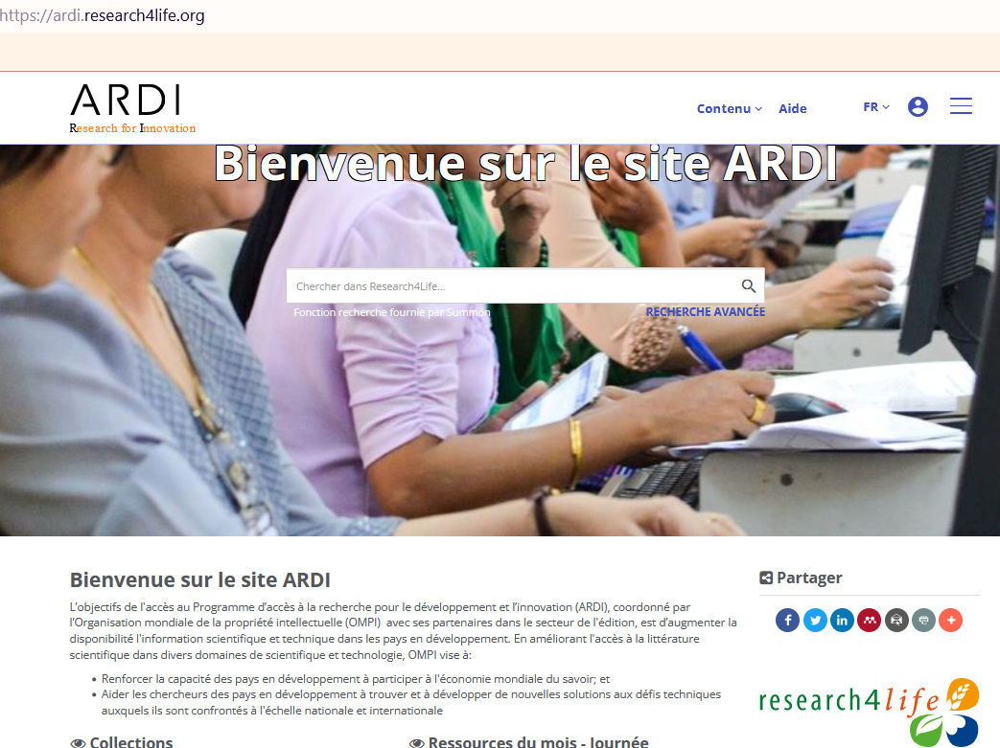 https://ardi.research4life.org
ARDI
Research for Innovation
Contenu
Aide
FR
Bienvenue sur le site ARDI
Chercher dans Research4Life...
Fonction recherche fournie par Summon
RECHERCHE AVANCÉE
Bienvenue sur le site ARDI
L'objectifs de l'accès au Programme d'accès à la recherche pour le développement et l'innovation (ARDI), coordonné par
l'Organisation mondiale de la propriété intellectuelle (OMPI) avec ses partenaires dans le secteur de l'édition, est d'augmenter la
disponibilité l'information scientifique et technique dans les pays en développement. En améliorant l'accès à la littérature
scientifique dans divers domaines de scientifique et technologie, OMPI vise à:
• Renforcer la capacité des pays en développement à participer à l'économie mondiale du savoir; et
• Aider les chercheurs des pays en développement à trouver et à développer de nouvelles solutions aux défis techniques
auxquels ils sont confrontés à l'échelle nationale et internationale
Partager
research4life
Collections
Ressources du mois - Journée